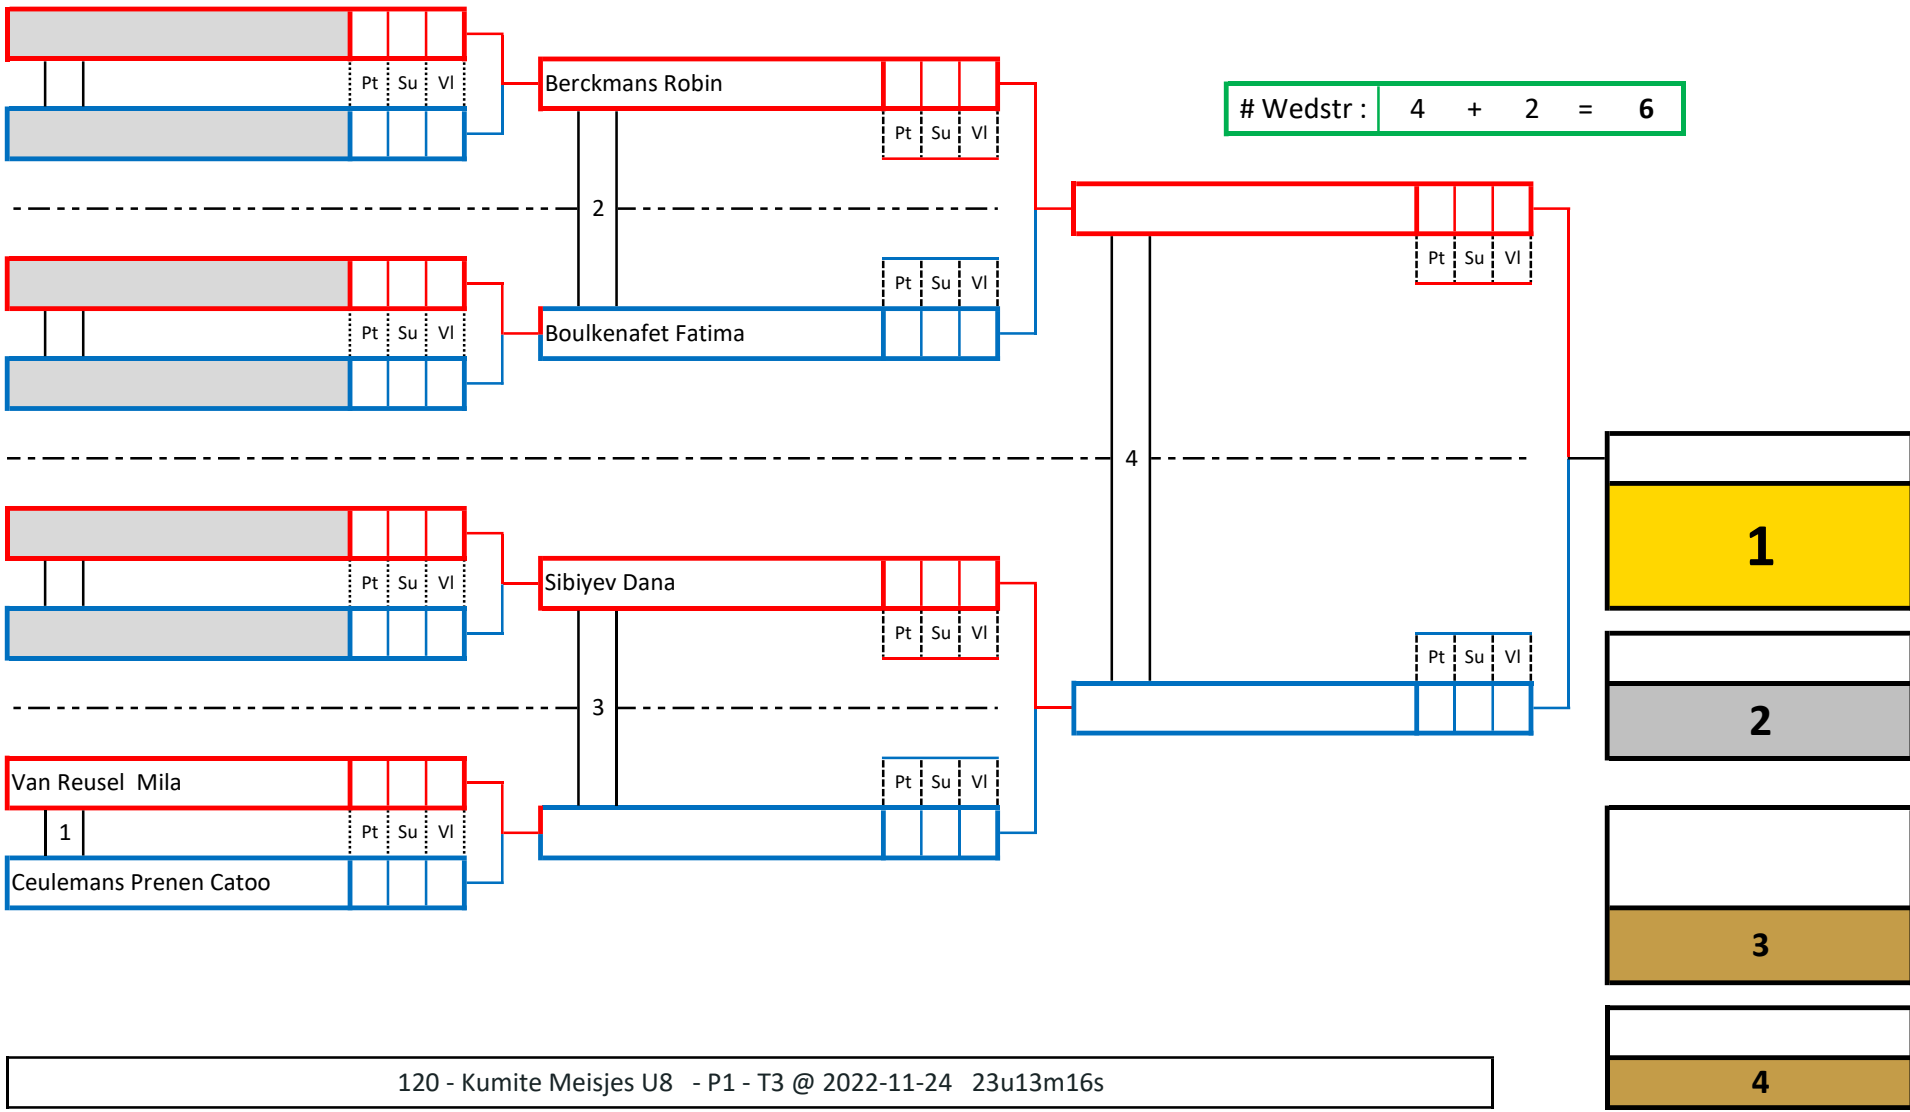 Pt Su Vl
Berckmans Robin
Pt Su Vl
# Wedstr : 4 + 2 = 6
2
Pt Su Vl
Pt Su Vl
Pt Su Vl
Boulkenafet Fatima
4
1
Pt Su Vl
Sibiyev Dana
Pt Su Vl
Pt Su Vl
3
2
Van Reusel  Mila
Pt Su Vl
1
Pt Su Vl
Ceulemans Prenen Catoo
3
120 - Kumite Meisjes U8   - P1 - T3 @ 2022-11-24   23u13m16s
4